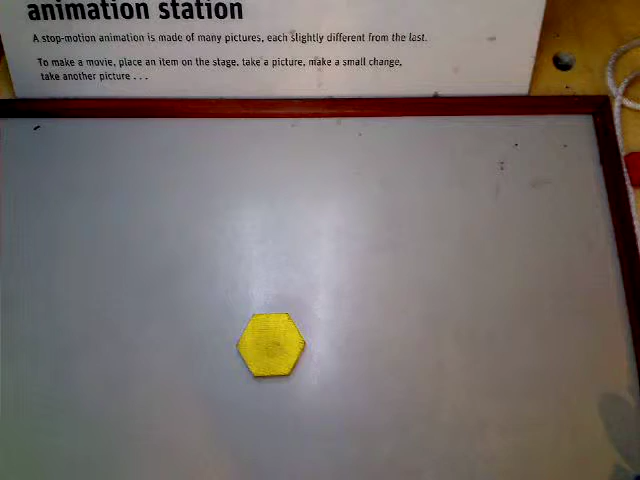 animation station
A stop-motion animation is made of many pictures, each slightly different from the last.
To make a movie, place an item on the stage, take a picture, make a small change,
take another picture . . .